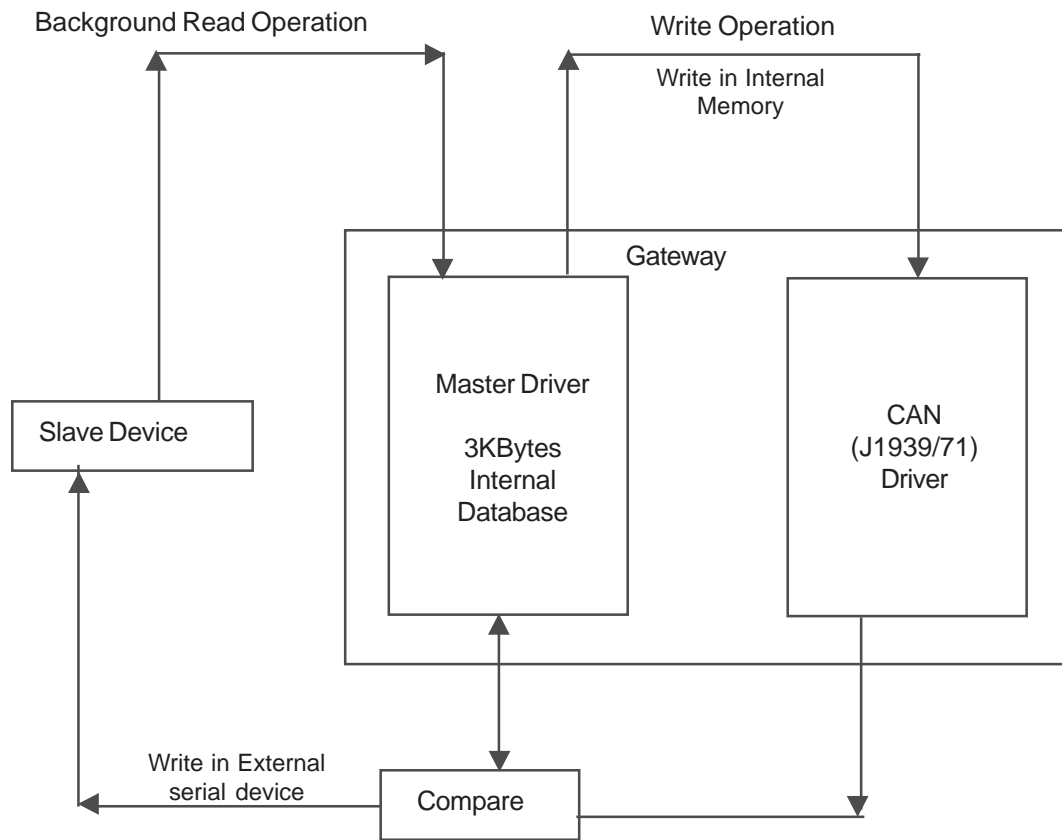 Background Read Operation
Write Operation
Write in Internal
Memory
Gateway
Master Driver
3KBytes
Internal
Database
CAN
(J1939/71)
Driver
Slave Device
Write in External
serial device
Compare